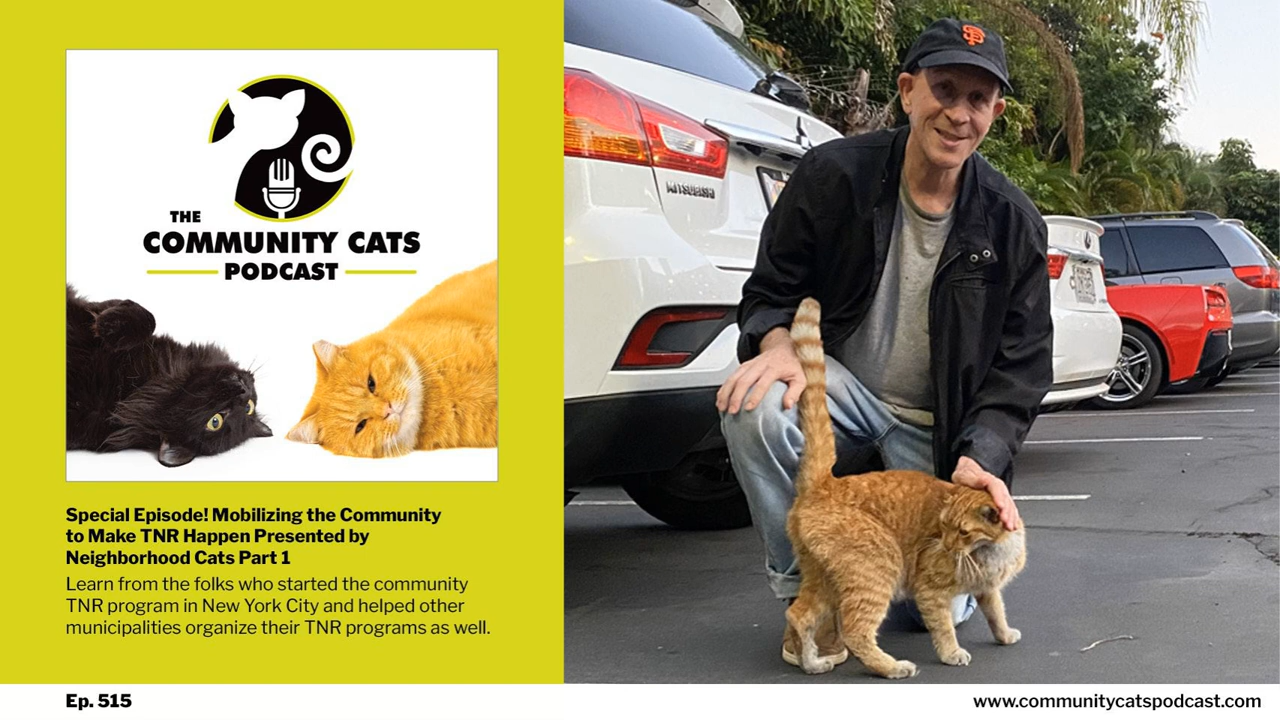 THE
COMMUNITY CATS
PODCAST
Special Episode! Mobilizing the Community
to Make TNR Happen Presented by
Neighborhood Cats Part 1
Learn from the folks who started the community
TNR program in New York City and helped other
municipalities organize their TNR programs as well.
SF
MITSUBISHI
Ep. 515
www.communitycatspodcast.com